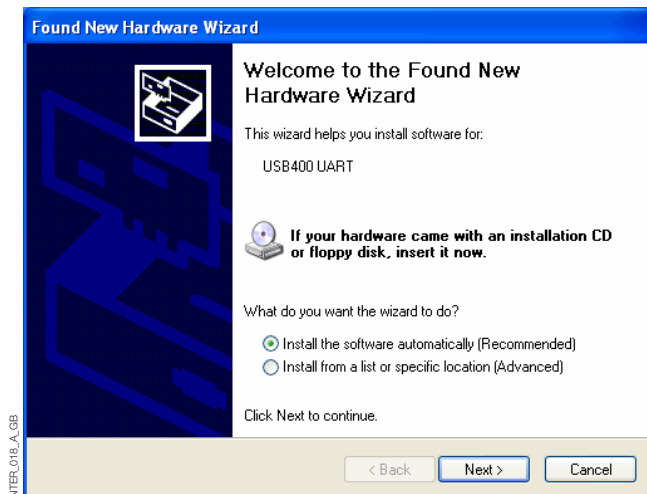 Found New Hardware Wizard
Welcome to the Found New
Hardware Wizard
This wizard helps you install software for:
USB400 UART
If your hardware came with an installation CD
or floppy disk, insert it now.
What do you want the wizard to do?
Install the software automatically (Recommended)
Install from a list or specific location (Advanced)
Click Next to continue.
< Back
Next >
Cancel